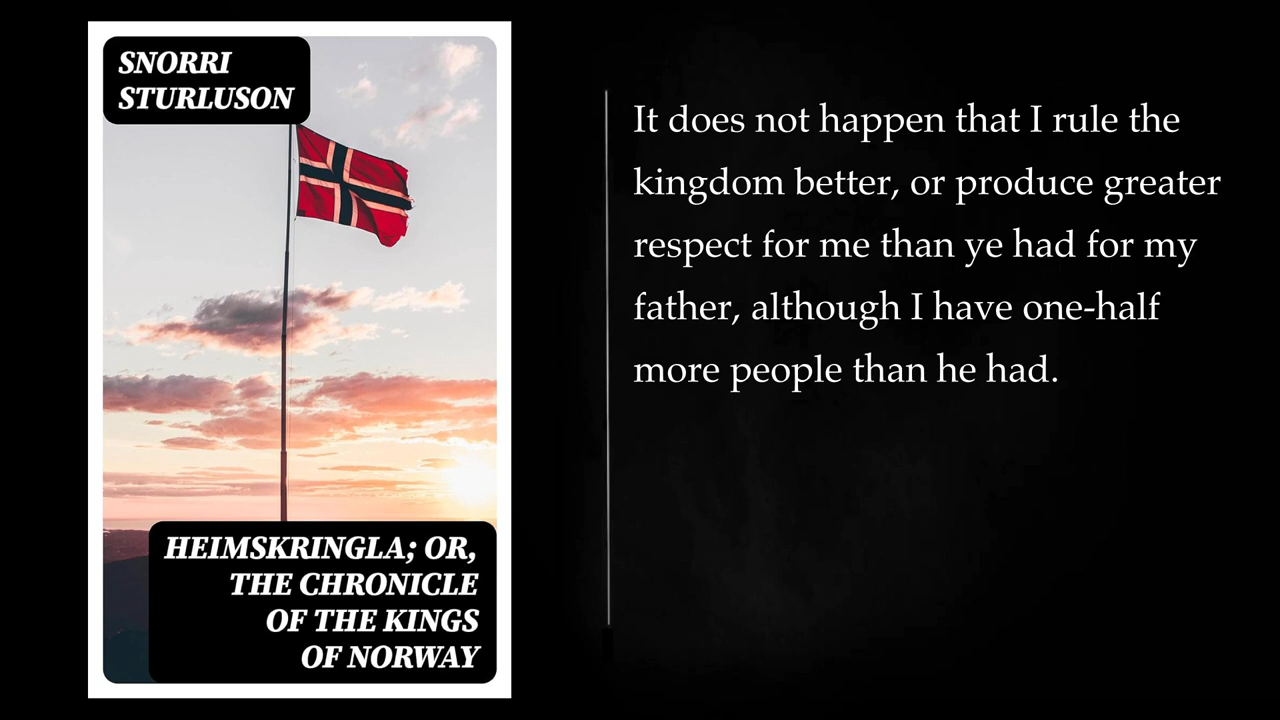 SNORRI
STURLUSON
HEIMSKRINGLA; OR,
THE CHRONICLE
OF THE KINGS
OF NORWAY
It does not happen that I rule the
kingdom better, or produce greater
respect for me than ye had for my
father, although I have one-half
more people than he had.